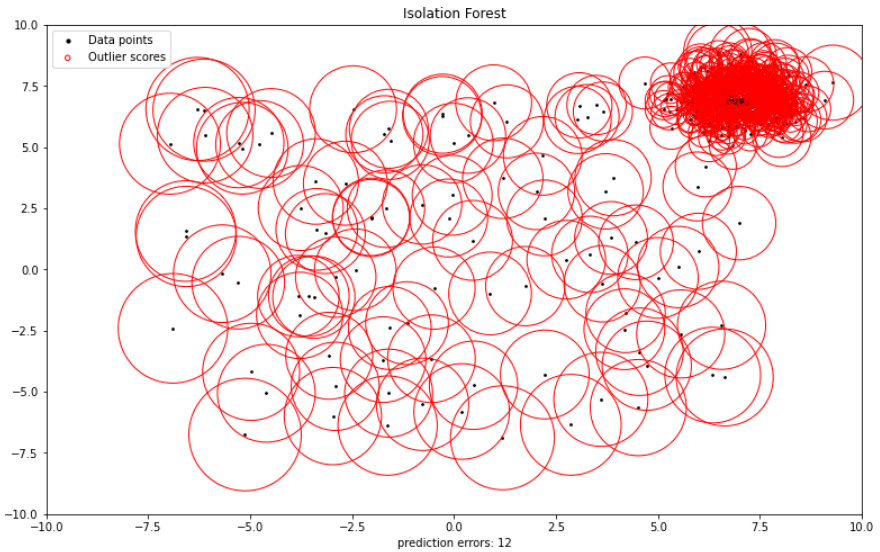 Isolation Forest
Data points
Outlier scores
10.0
7.5
5.0
2.5
0.0
−2.5
−5.0
−7.5
−10.0
−10.0 −7.5 −5.0 −2.5 0.0 2.5 5.0 7.5 10.0
prediction errors: 12